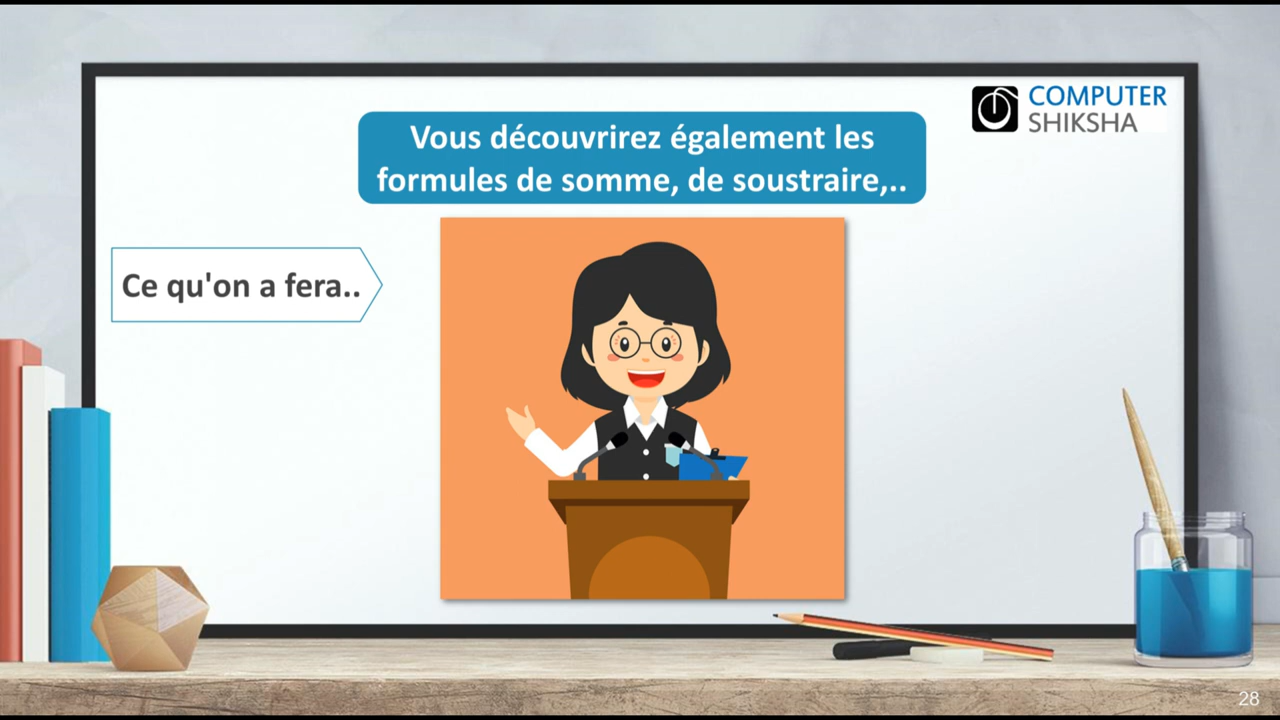 COMPUTER
SHIKSHA
Vous découvrirez également les
formules de somme, de soustraire,..
Ce qu'on a fera..
28